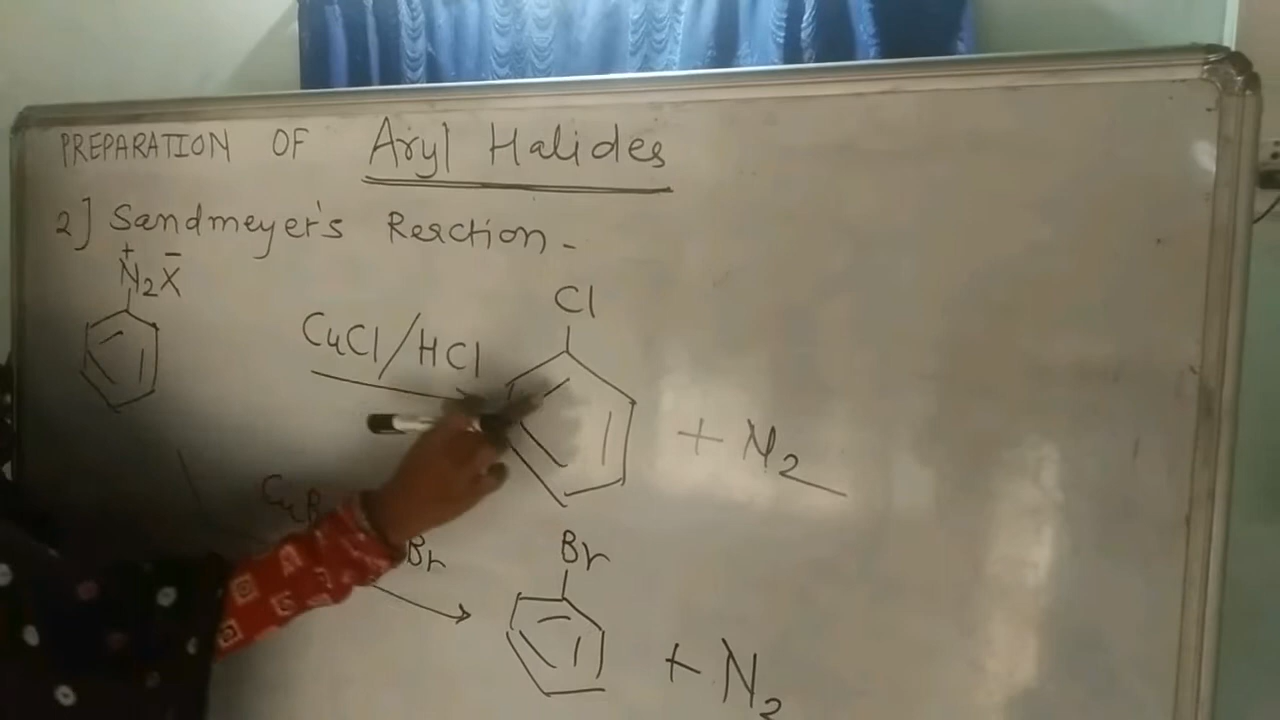 PREPARATION OF Aryl Halides
2] Sandmeyer's Reaction -
+ –
N2X
Cl
CuCl/HCl
+ N2
Br
Br
+ N2